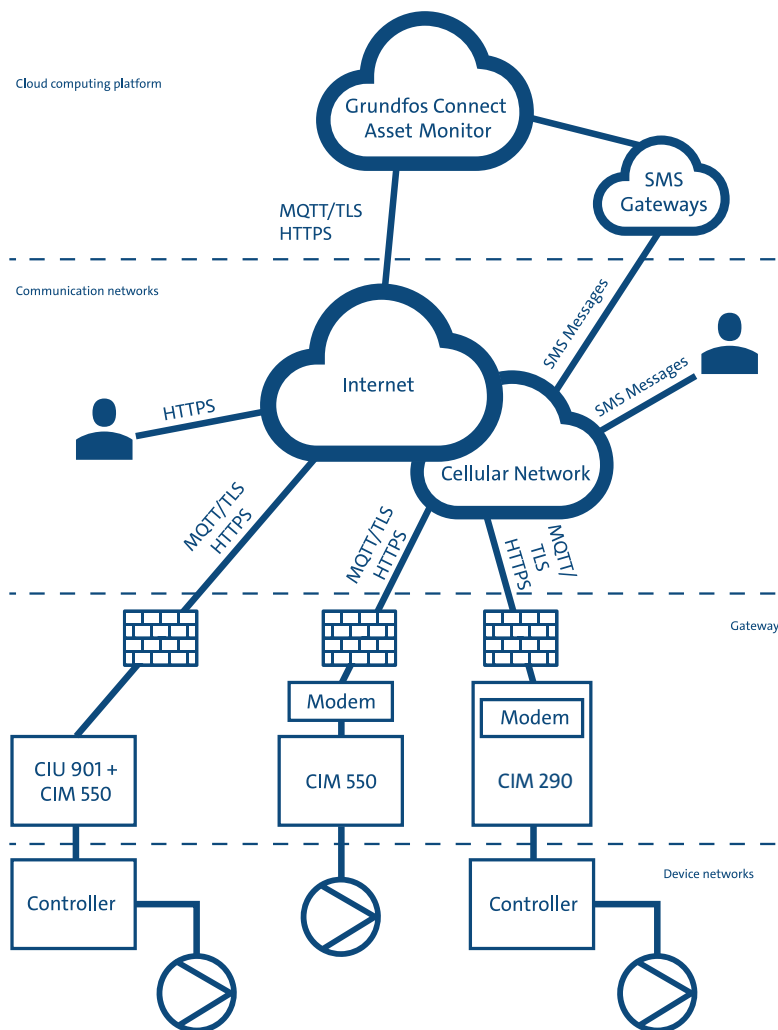 Cloud computing platform
Grundfos Connect
Asset Monitor
SMS
Gateways
MQTT/TLS
HTTPS
Communication networks
SMS Messages
Internet
HTTPS
SMS Messages
Cellular Network
MQTT/TLS
HTTPS
MQTT/TLS
HTTPS
MQTT/
TLS
HTTPS
Gateway
Modem
Modem
CIU 901 +
CIM 550
CIM 550
CIM 290
Device networks
Controller
Controller